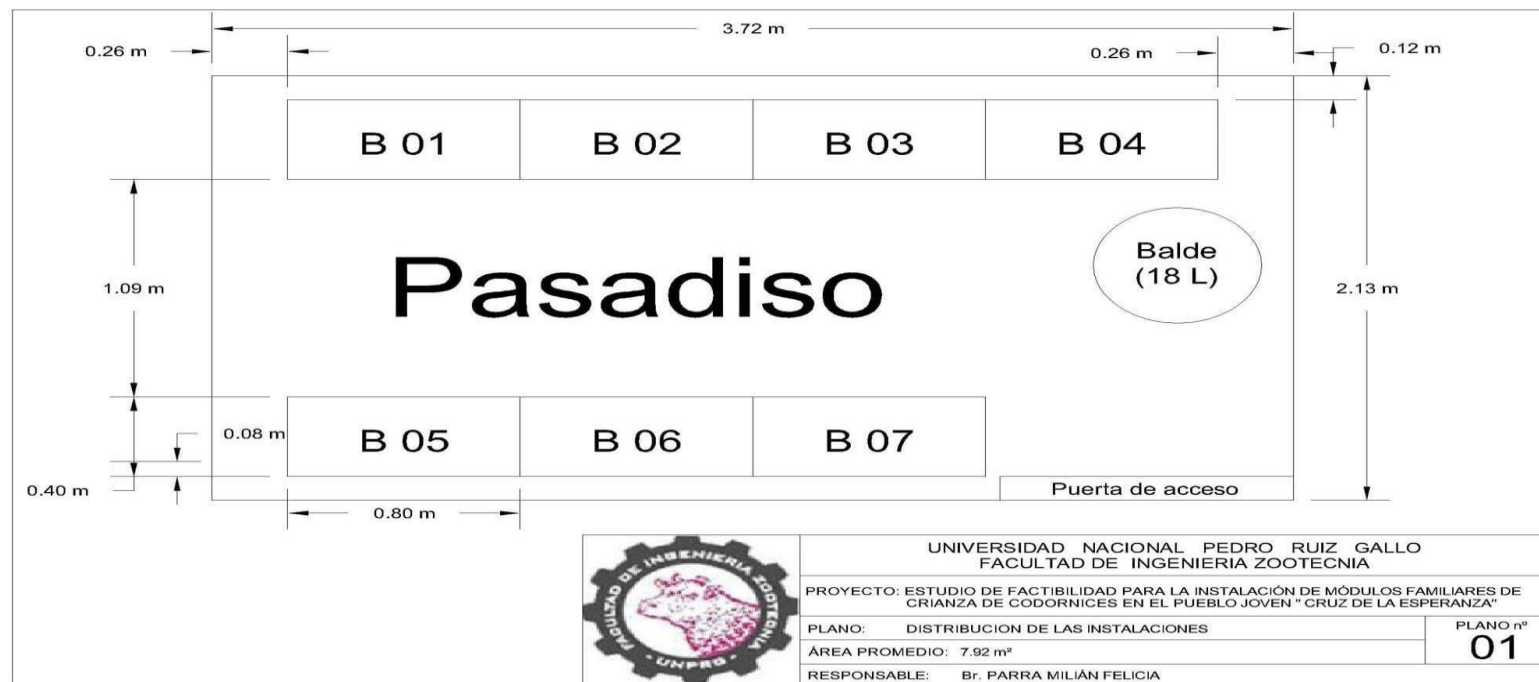 3.72 m
0.26 m
0.26 m
0.12 m
B 01
B 02
B 03
B 04
1.09 m
Pasadiso
Balde
(18 L)
2.13 m
0.08 m
B 05
B 06
B 07
0.40 m
Puerta de acceso
0.80 m
FACULTAD DE INGENIERIA ZOOTECNIA
- UNPRG -
UNIVERSIDAD NACIONAL PEDRO RUIZ GALLO
FACULTAD DE INGENIERIA ZOOTECNIA
PROYECTO: ESTUDIO DE FACTIBILIDAD PARA LA INSTALACIÓN DE MÓDULOS FAMILIARES DE
CRIANZA DE CODORNICES EN EL PUEBLO JOVEN " CRUZ DE LA ESPERANZA"
PLANO: DISTRIBUCION DE LAS INSTALACIONES
PLANO nº
01
ÁREA PROMEDIO: 7.92 m²
RESPONSABLE: Br. PARRA MILIÁN FELICIA